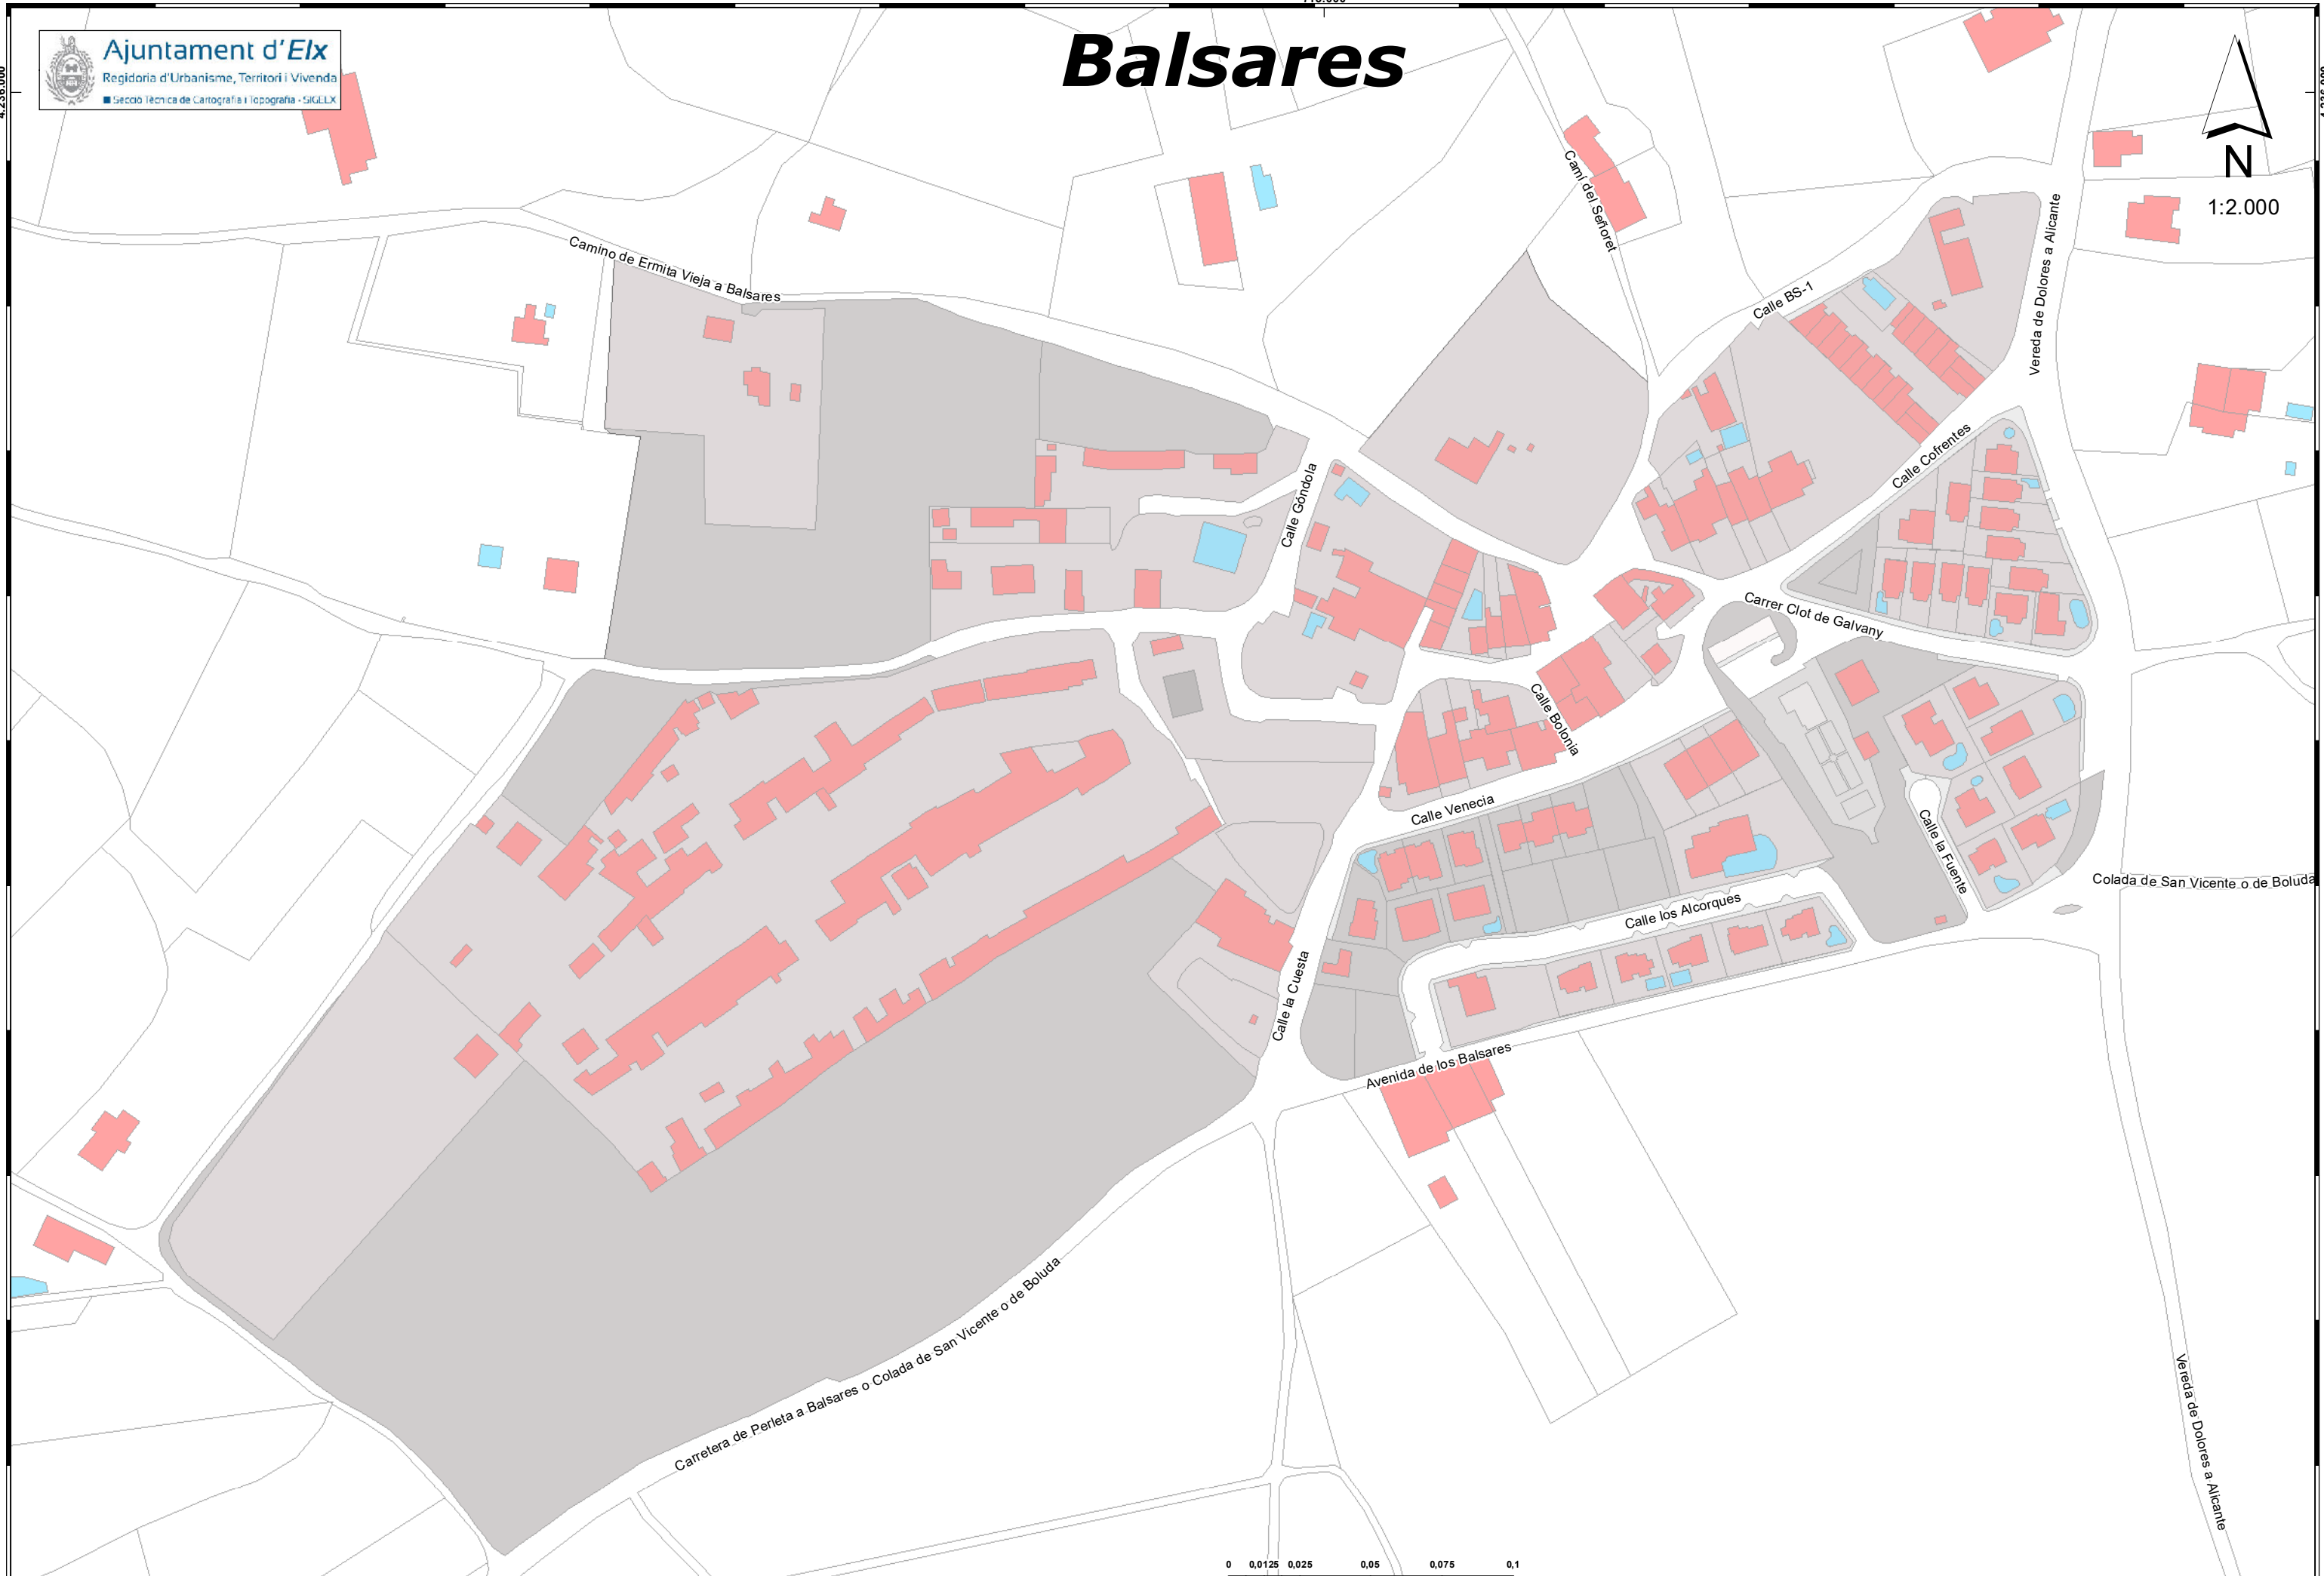 Balsares
Ajuntament d'Elx
Regidoria d'Urbanisme, Territori i Vivenda
Secció Tècnica de Cartografia i Topografia - SIGELX
N
1:2.000
Camí del Señoret
Camino de Ermita Vieja a Balsares
Calle BS-1
Vereda de Dolores a Alicante
Calle Cofrentes
Calle Góndola
Carrer Clot de Galvany
Calle Bolonia
Calle Venecia
Calle la Fuente
Colada de San Vicente o de Boluda
Calle los Alcorques
Calle la Cuesta
Avenida de los Balsares
Carretera de Perleta a Balsares o Colada de San Vicente o de Boluda
Vereda de Dolores a Alicante
0 0,0125 0,025 0,05 0,075 0,1